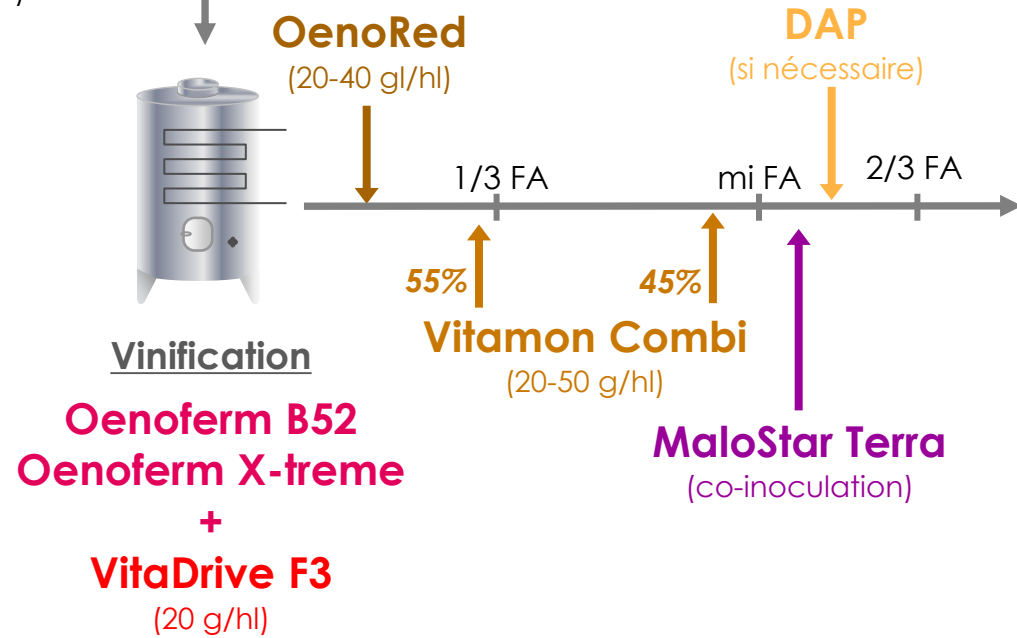 )
OenoRed
(20-40 gl/hl)
DAP
(si nécessaire)
1/3 FA
mi FA
2/3 FA
55%
45%
Vitamon Combi
(20-50 g/hl)
MaloStar Terra
(co-inoculation)
Vinification
Oenoferm B52
Oenoferm X-treme
+
VitaDrive F3
(20 g/hl)